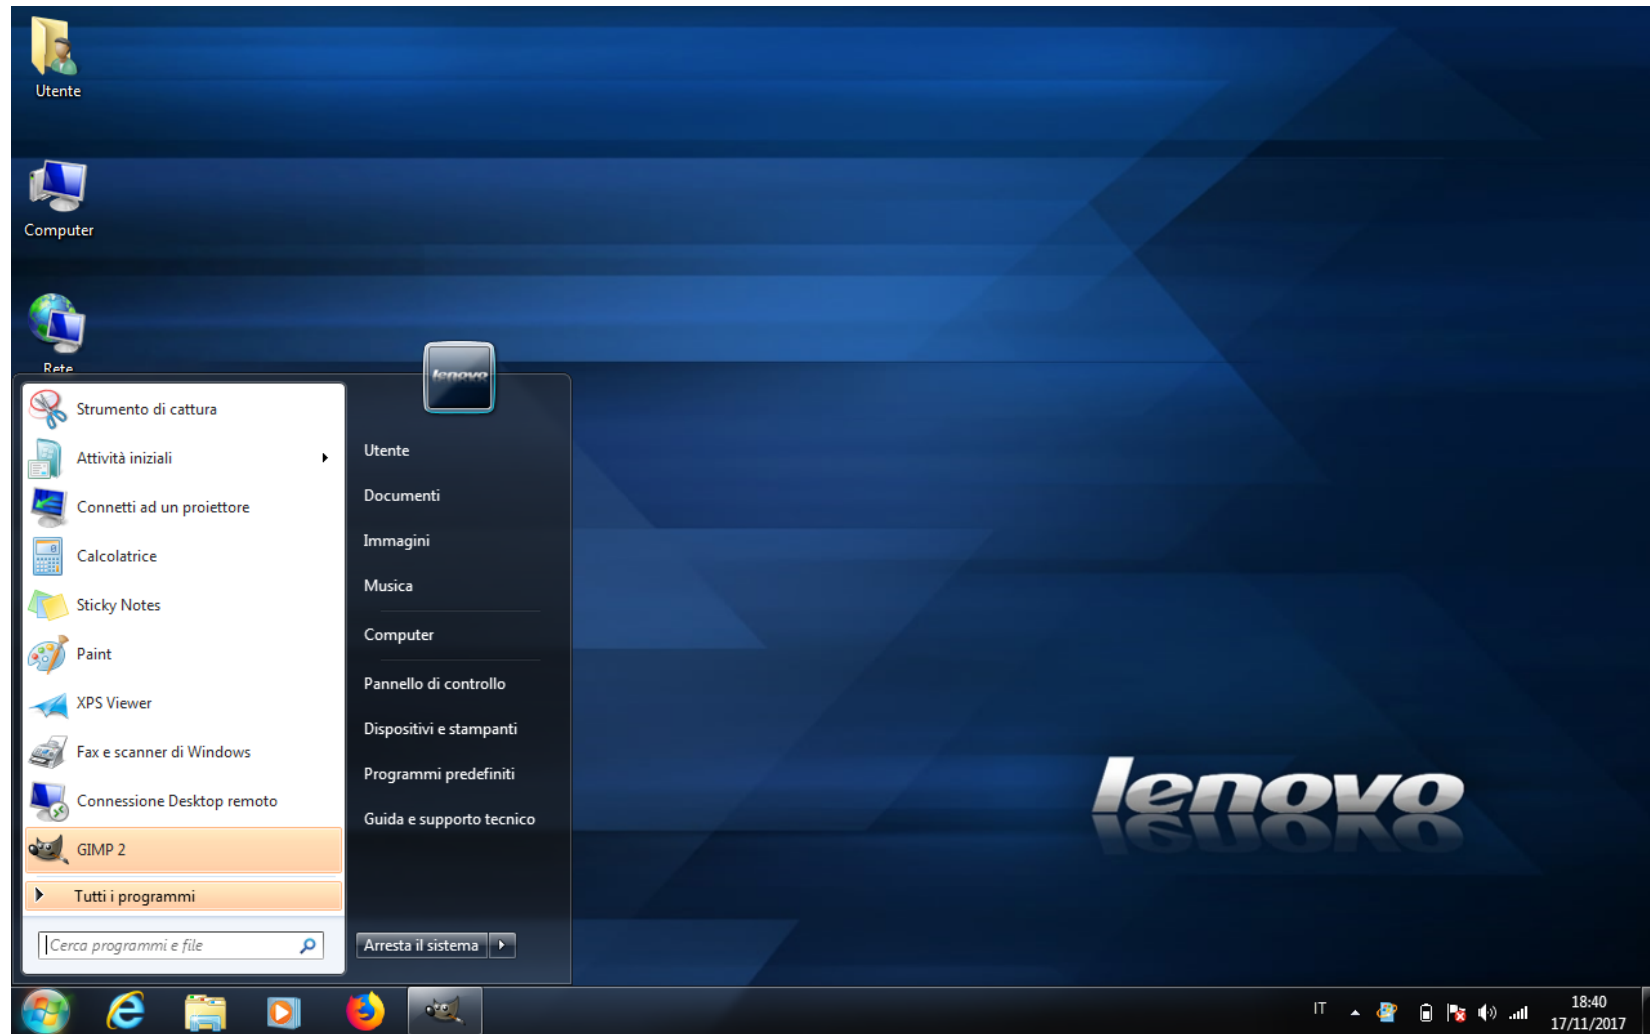 Utente
Computer
Rete
lenovo
Strumento di cattura
Attività iniziali
Connetti ad un proiettore
Calcolatrice
Sticky Notes
Paint
XPS Viewer
Fax e scanner di Windows
Connessione Desktop remoto
GIMP 2
Tutti i programmi
Cerca programmi e file
Utente
Documenti
Immagini
Musica
Computer
Pannello di controllo
Dispositivi e stampanti
Programmi predefiniti
Guida e supporto tecnico
Arresta il sistema
lenovo
IT
18:40
17/11/2017